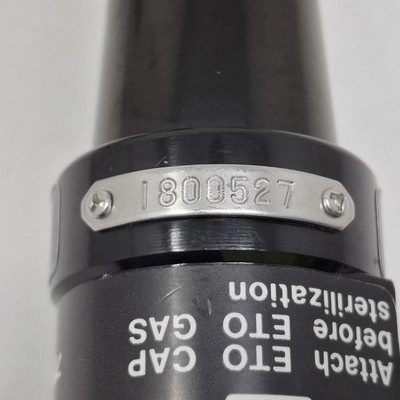 1800527
Attach ETO CAP
before ETO GAS
sterilization